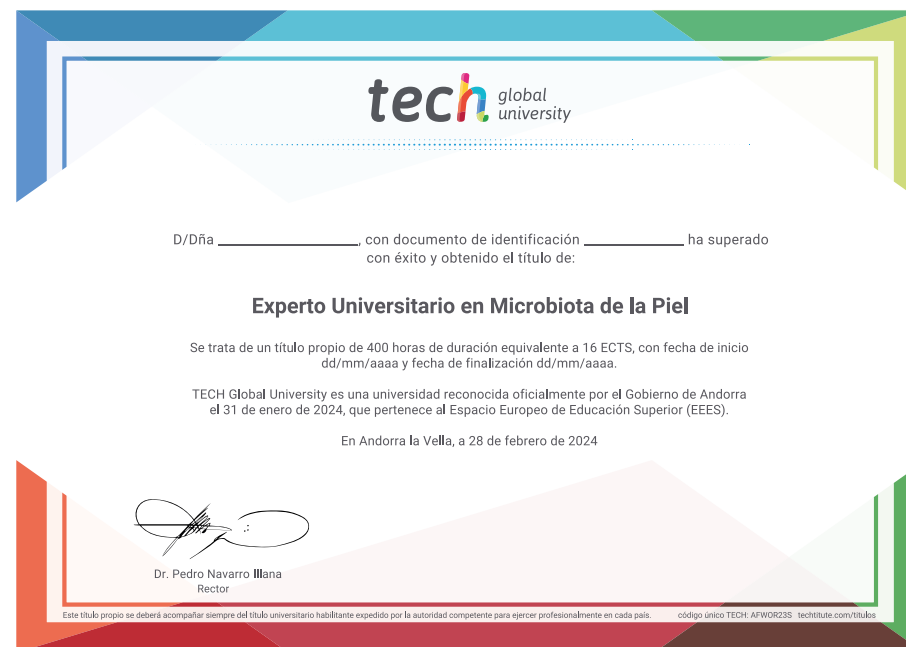 tech global
university
D/Dña ______________, con documento de identificación __________ ha superado
con éxito y obtenido el título de:
Experto Universitario en Microbiota de la Piel
Se trata de un título propio de 400 horas de duración equivalente a 16 ECTS, con fecha de inicio
dd/mm/aaaa y fecha de finalización dd/mm/aaaa.
TECH Global University es una universidad reconocida oficialmente por el Gobierno de Andorra
el 31 de enero de 2024, que pertenece al Espacio Europeo de Educación Superior (EEES).
En Andorra la Vella, a 28 de febrero de 2024
Dr. Pedro Navarro Illana
Rector
Este título propio se deberá acompañar siempre del título universitario habilitante expedido por la autoridad competente para ejercer profesionalmente en cada país. código único TECH: AFWOR23S techtitute.com/titulos